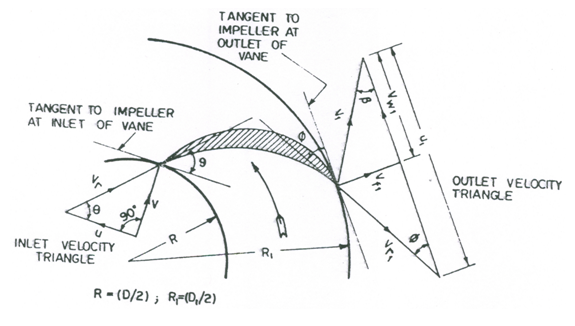 TANGENT TO
IMPELLER AT
OUTLET OF
VANE
TANGENT TO IMPELLER
AT INLET OF VANE
ϕ
θ
V₁
β
Vw₁
u₁
Vf₁
Vr₁
ϕ
OUTLET VELOCITY
TRIANGLE
Vr
θ
90°
V
u
INLET VELOCITY
TRIANGLE
R
R₁
R = (D/2) ; R₁=(D₁/2)